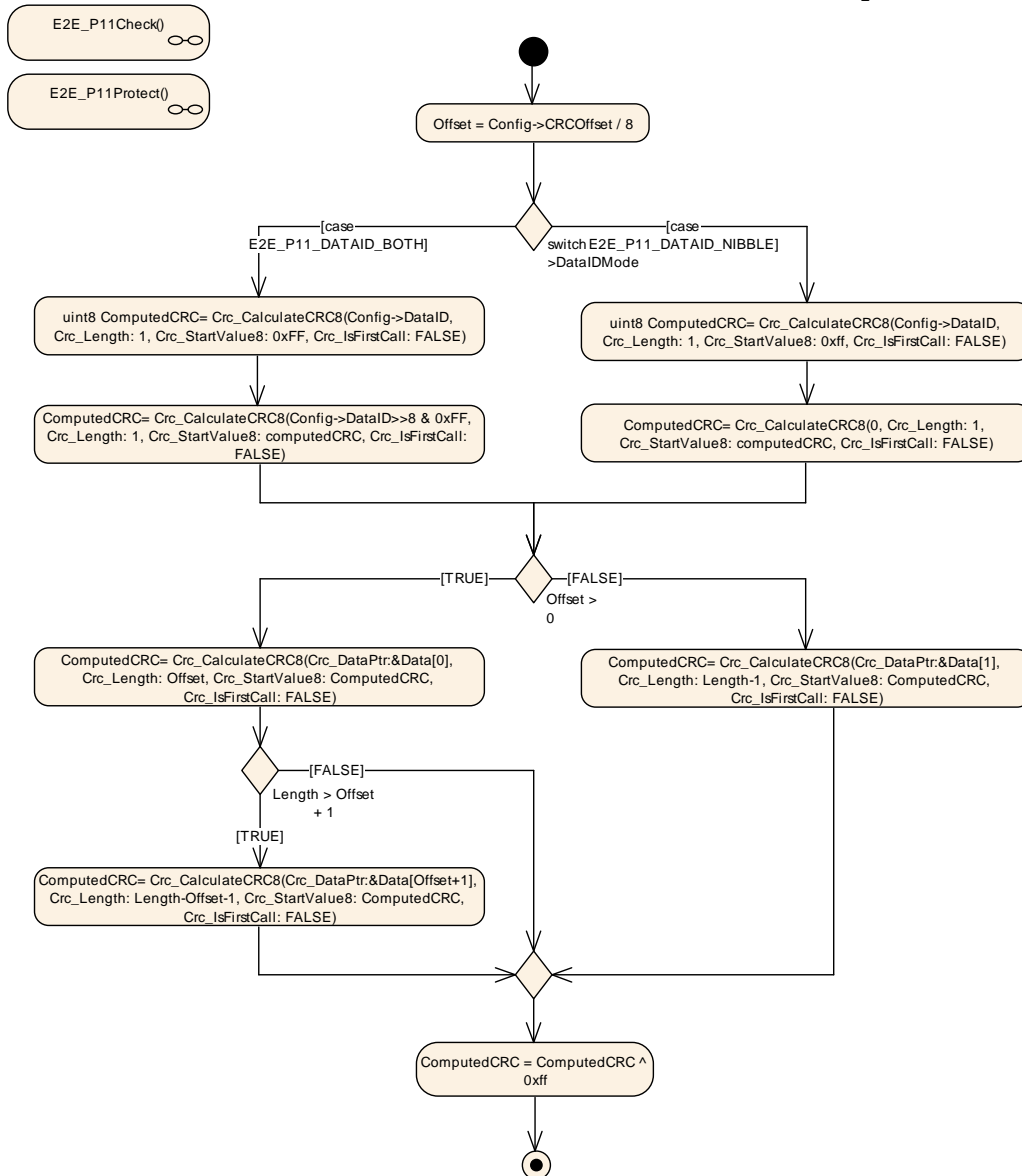 E2E_P11Check()
E2E_P11Protect()
Offset = Config->CRCOffset / 8
[case
E2E_P11_DATAID_BOTH]
[case
switch E2E_P11_DATAID_NIBBLE]
>DataIDMode
uint8 ComputedCRC= Crc_CalculateCRC8(Config->DataID,
Crc_Length: 1, Crc_StartValue8: 0xFF, Crc_IsFirstCall: FALSE)
uint8 ComputedCRC= Crc_CalculateCRC8(Config->DataID,
Crc_Length: 1, Crc_StartValue8: 0xff, Crc_IsFirstCall: FALSE)
ComputedCRC= Crc_CalculateCRC8(Config->DataID>>8 & 0xFF,
Crc_Length: 1, Crc_StartValue8: computedCRC, Crc_IsFirstCall:
FALSE)
ComputedCRC= Crc_CalculateCRC8(0, Crc_Length: 1,
Crc_StartValue8: computedCRC, Crc_IsFirstCall: FALSE)
[TRUE]
[FALSE]
Offset >
0
ComputedCRC= Crc_CalculateCRC8(Crc_DataPtr:&Data[0],
Crc_Length: Offset, Crc_StartValue8: ComputedCRC,
Crc_IsFirstCall: FALSE)
ComputedCRC= Crc_CalculateCRC8(Crc_DataPtr:&Data[1],
Crc_Length: Length-1, Crc_StartValue8: ComputedCRC,
Crc_IsFirstCall: FALSE)
[FALSE]
Length > Offset
+ 1
[TRUE]
ComputedCRC= Crc_CalculateCRC8(Crc_DataPtr:&Data[Offset+1],
Crc_Length: Length-Offset-1, Crc_StartValue8: ComputedCRC,
Crc_IsFirstCall: FALSE)
ComputedCRC = ComputedCRC ^
0xff